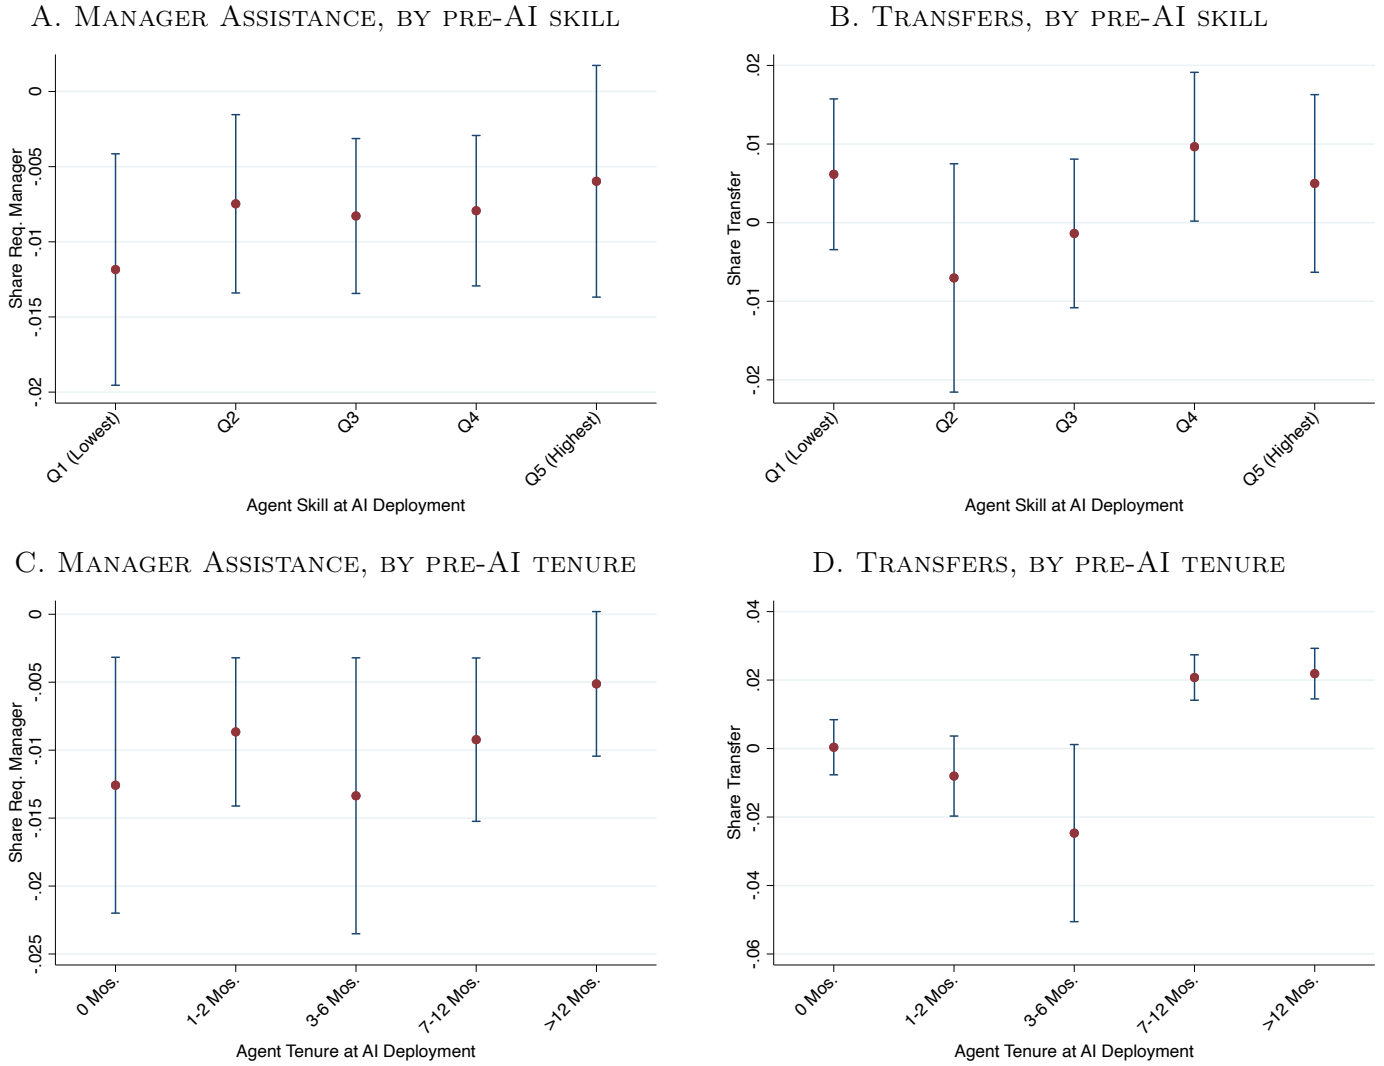 A. Manager Assistance, by pre-AI skill
0
-.005
-.01
-.015
-.02
Share Req. Manager
Q1 (Lowest)
Q2
Q3
Q4
Q5 (Highest)
Agent Skill at AI Deployment
B. Transfers, by pre-AI skill
.02
.01
0
-.01
-.02
Share Transfer
Q1 (Lowest)
Q2
Q3
Q4
Q5 (Highest)
Agent Skill at AI Deployment
C. Manager Assistance, by pre-AI tenure
0
-.005
-.01
-.015
-.02
-.025
Share Req. Manager
0 Mos.
1-2 Mos.
3-6 Mos.
7-12 Mos.
>12 Mos.
Agent Tenure at AI Deployment
D. Transfers, by pre-AI tenure
.04
.02
0
-.02
-.04
-.06
Share Transfer
0 Mos.
1-2 Mos.
3-6 Mos.
7-12 Mos.
>12 Mos.
Agent Tenure at AI Deployment